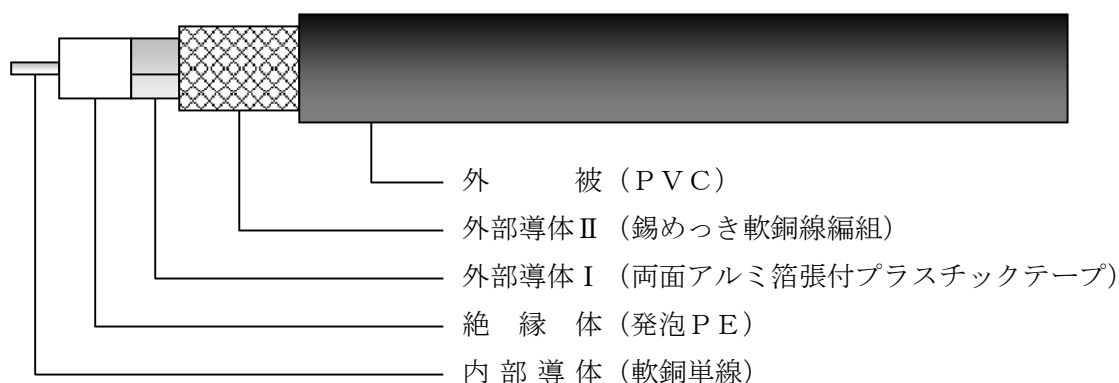 外　　被（ＰＶＣ）
外部導体Ⅱ（錫めっき軟銅線編組）
外部導体Ⅰ（両面アルミ箔張付プラスチックテープ）
絶　縁　体（発泡ＰＥ）
内 部 導 体（軟銅単線）